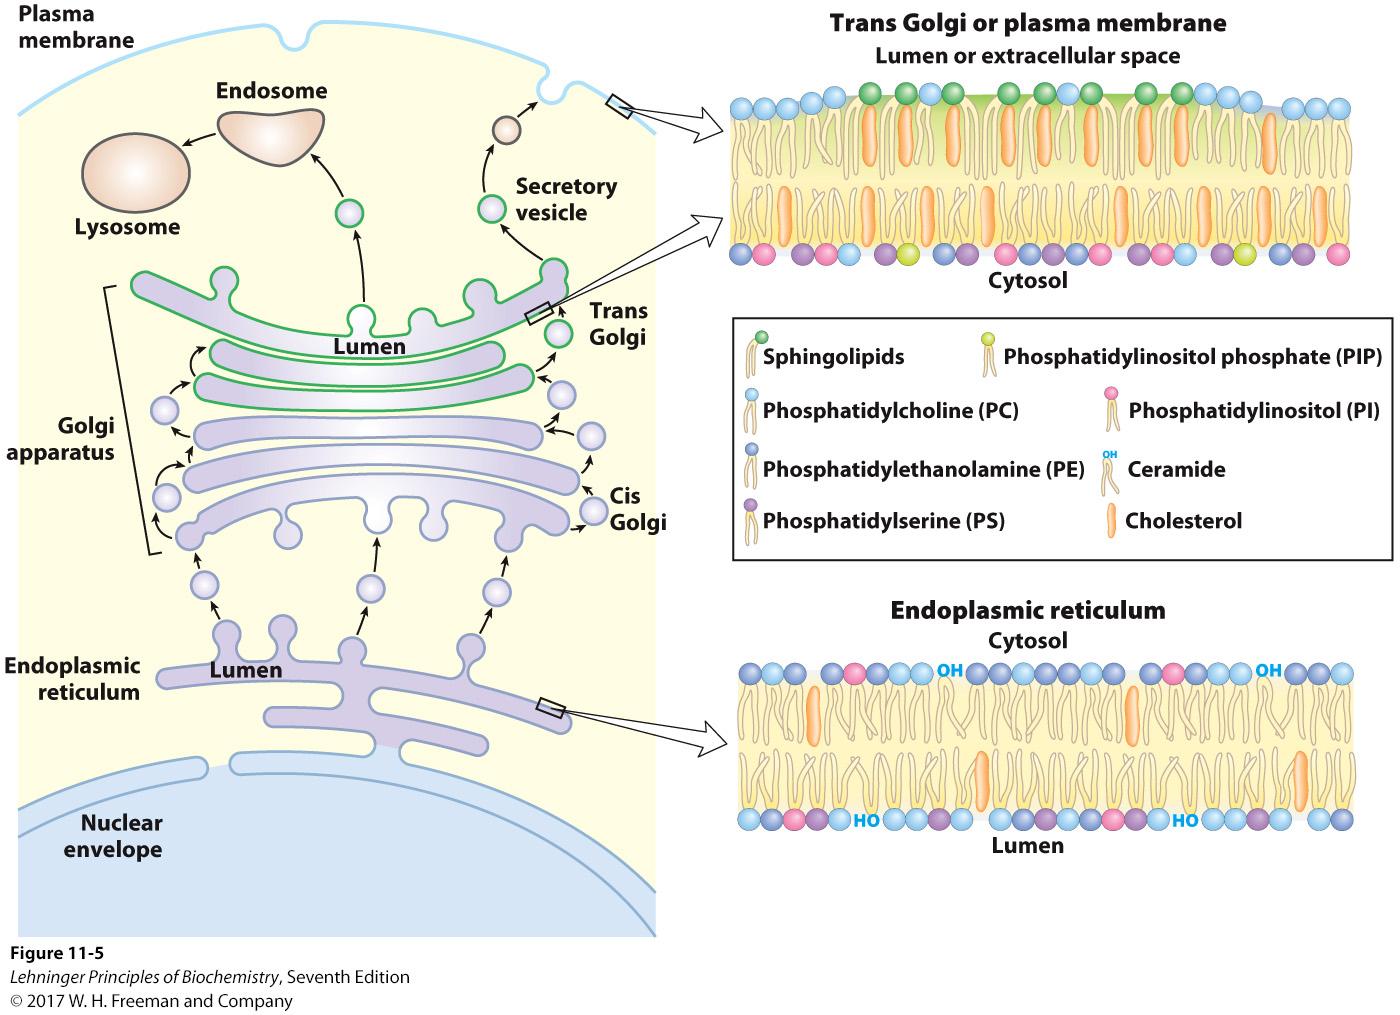 Plasma
membrane
Endosome
Lysosome
Secretory
vesicle
Lumen
Trans
Golgi
Golgi
apparatus
Cis
Golgi
Endoplasmic
reticulum
Lumen
Nuclear
envelope
Trans Golgi or plasma membrane
Lumen or extracellular space
Cytosol
Sphingolipids
Phosphatidylinositol phosphate (PIP)
Phosphatidylcholine (PC)
Phosphatidylinositol (PI)
Phosphatidylethanolamine (PE)
OH
Ceramide
Phosphatidylserine (PS)
Cholesterol
Endoplasmic reticulum
Cytosol
OH OH
HO HO
Lumen
Figure 11-5
Lehninger Principles of Biochemistry, Seventh Edition
© 2017 W. H. Freeman and Company